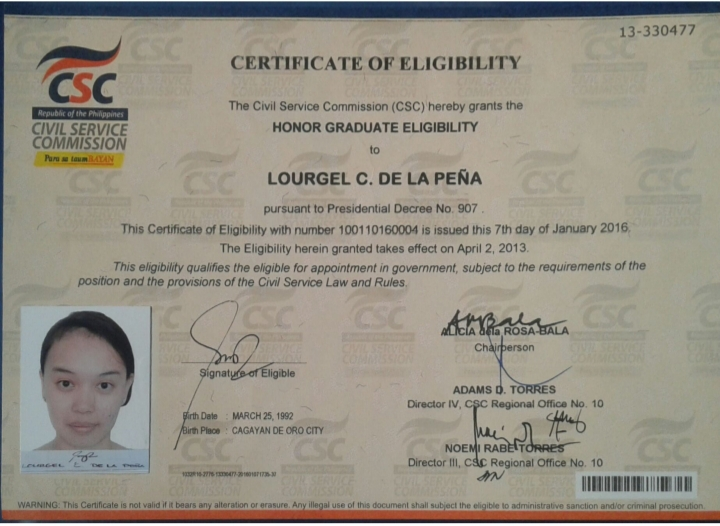 13-330477
CSC
Republic of the Philippines
CIVIL SERVICE
COMMISSION
Para sa taumBAYAN
CERTIFICATE OF ELIGIBILITY
The Civil Service Commission (CSC) hereby grants the
HONOR GRADUATE ELIGIBILITY
to
LOURGEL C. DE LA PEÑA
pursuant to Presidential Decree No. 907 .
This Certificate of Eligibility with number 100110160004 is issued this 7th day of January 2016.
The Eligibility herein granted takes effect on April 2, 2013.
This eligibility qualifies the eligible for appointment in government, subject to the requirements of the
position and the provisions of the Civil Service Law and Rules.
Signature of Eligible
Birth Date : MARCH 25, 1992
Birth Place : CAGAYAN DE ORO CITY
LOURGEL C. DE LA PEÑA
ALICIA dela ROSA-BALA
Chairperson
ADAMS D. TORRES
Director IV, CSC Regional Office No. 10
NOEMI RABE TORRES
Director III, CSC Regional Office No. 10
WARNING: This Certificate is not valid if it bears any alteration or erasure. Any illegal use of this document shall subject the eligible to administrative sanction and/or criminal prosecution.